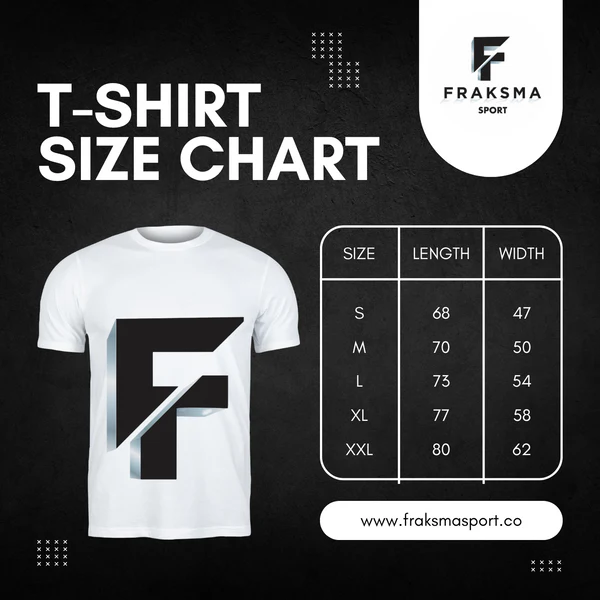 FRAKSMA
SPORT
T-SHIRT
SIZE CHART
SIZE LENGTH WIDTH
S 68 47
M 70 50
L 73 54
XL 77 58
XXL 80 62
F
www.fraksmasport.co